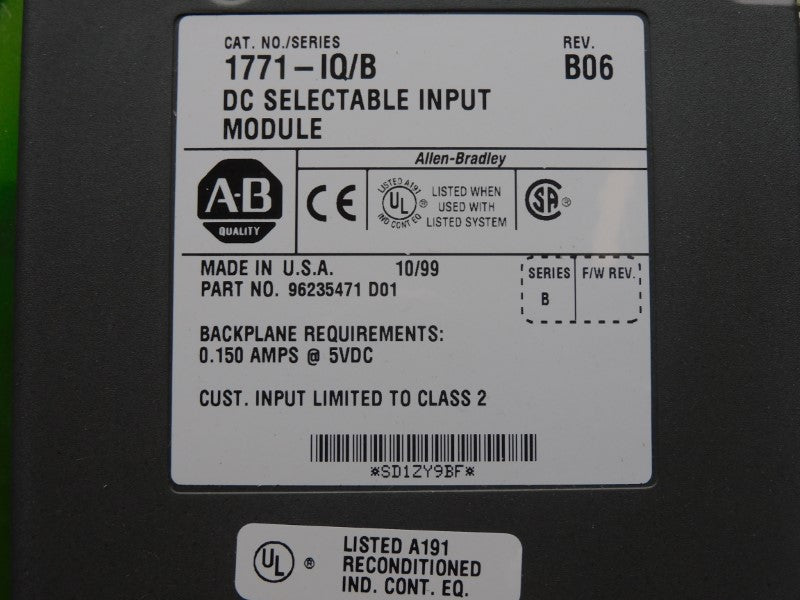 CAT. NO./SERIES
REV.
1771-IQ/B
B06
DC SELECTABLE INPUT
MODULE
Allen-Bradley
A-B
QUALITY
CE
LISTED A191
UL ®
IND CONT EQ
LISTED WHEN
USED WITH
LISTED SYSTEM
SA ®
MADE IN U.S.A. 10/99
PART NO. 96235471 D01
SERIES
B
F/W REV.
BACKPLANE REQUIREMENTS:
0.150 AMPS @ 5VDC
CUST. INPUT LIMITED TO CLASS 2
*SD1ZY9BF*
UL ®
LISTED A191
RECONDITIONED
IND. CONT. EQ.